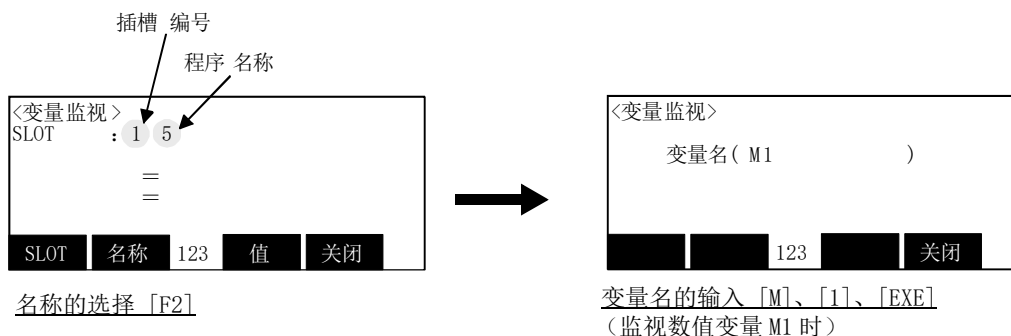 插槽 编号
程序 名称
<变量监视>
SLOT : 1 5
=
=
SLOT 名称 123 值 关闭
名称的选择 [F2]
<变量监视>
变量名( M1 )
123 关闭
变量名的输入 [M]、[1]、[EXE]
(监视数值变量 M1 时)